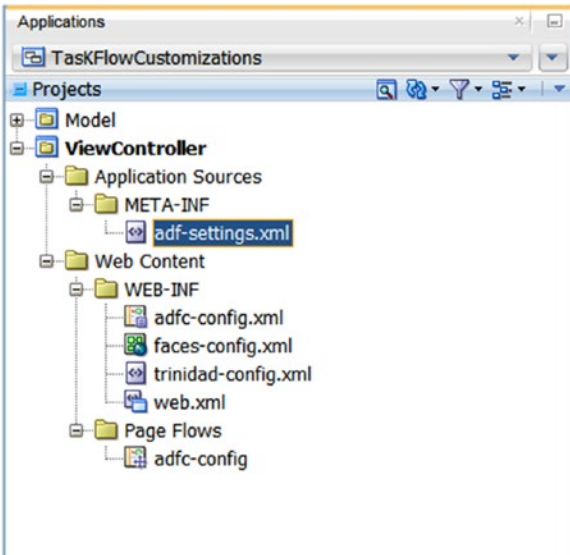 Applications
TasKFlowCustomizations
Projects
Model
ViewController
Application Sources
META-INF
adf-settings.xml
Web Content
WEB-INF
adfc-config.xml
faces-config.xml
trinidad-config.xml
web.xml
Page Flows
adfc-config